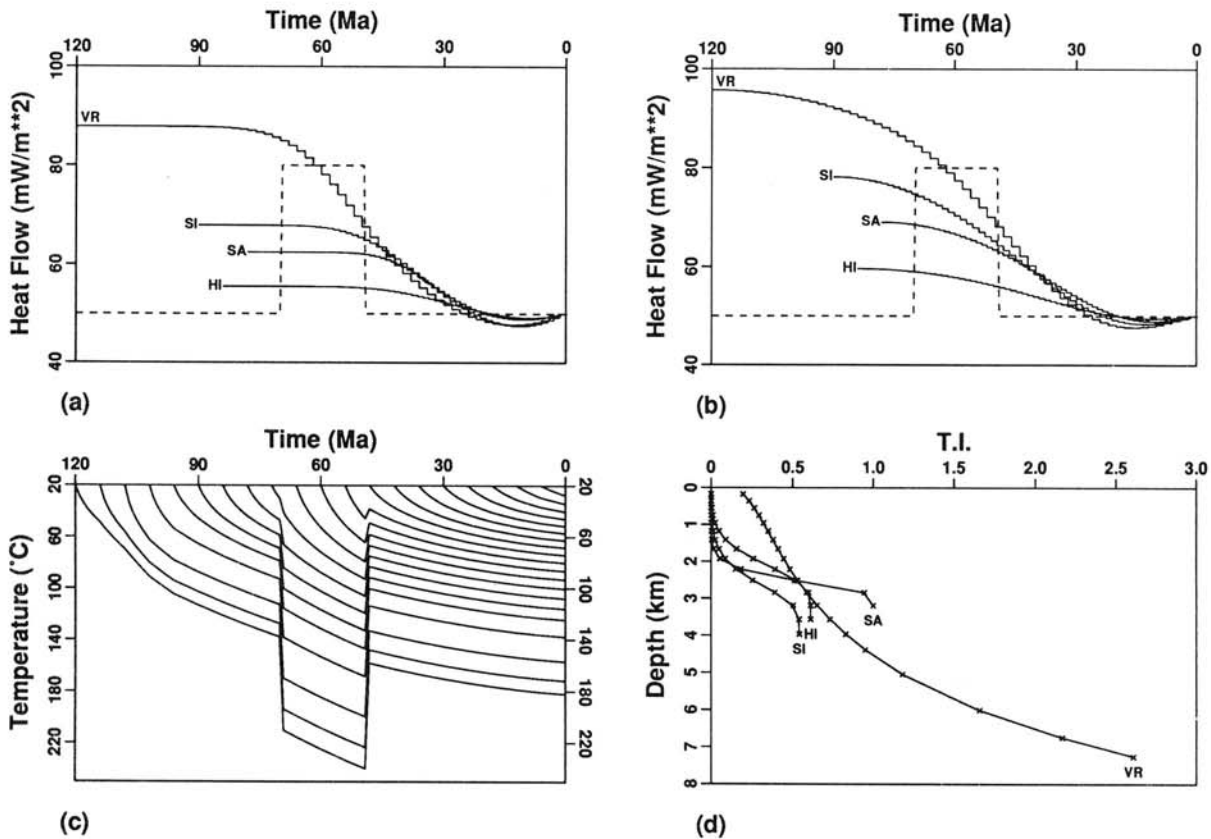 Time (Ma)
120 90 60 30 0
Heat Flow (mW/m**2)
100
80
60
40
VR
SI
SA
HI
(a)
Time (Ma)
120 90 60 30 0
Heat Flow (mW/m**2)
100
80
60
40
VR
SI
SA
HI
(b)
Time (Ma)
120 90 60 30 0
Temperature (°C)
20
60
100
140
180
220
20
60
100
140
180
220
(c)
T.I.
0 0.5 1.0 1.5 2.0 2.5 3.0
Depth (km)
0
1
2
3
4
5
6
7
8
SA
HI
SI
VR
(d)